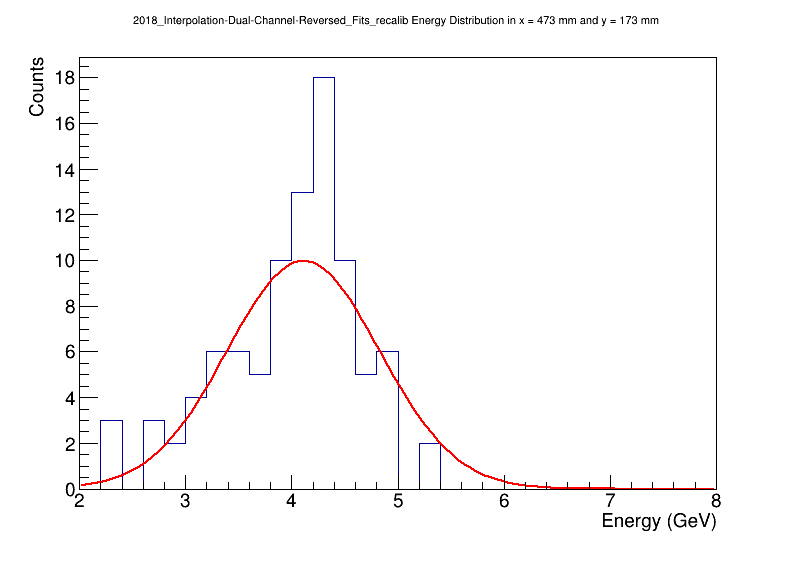 2018_Interpolation-Dual-Channel-Reversed_Fits_recalib Energy Distribution in x = 473 mm and y = 173 mm
Counts
18
16
14
12
10
8
6
4
2
0
2 3 4 5 6 7 8
Energy (GeV)